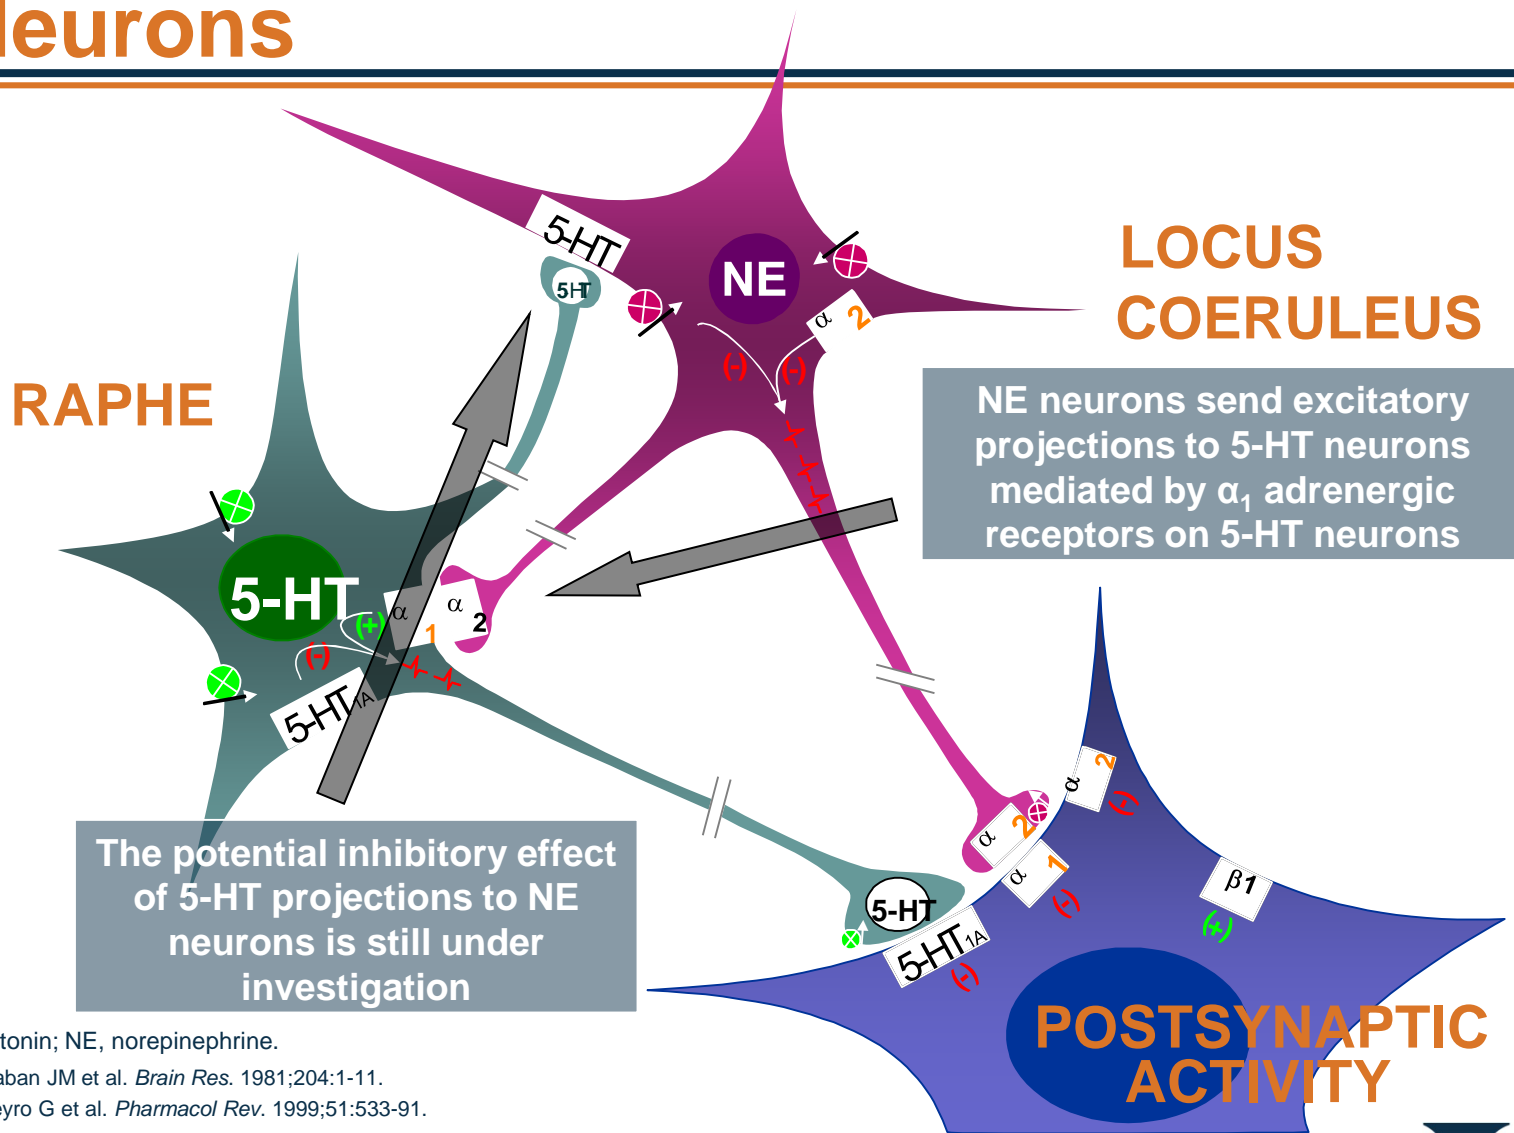 leurons
5-HT
5HT
NE
α 2
(-)
(-)
LOCUS
COERULEUS
RAPHE
NE neurons send excitatory
projections to 5-HT neurons
mediated by α1 adrenergic
receptors on 5-HT neurons
5-HT
(+)
α 1
α 2
(-)
5-HT1A
The potential inhibitory effect
of 5-HT projections to NE
neurons is still under
investigation
α 2
(-)
α 2
α 1
(-)
β1
(+)
5-HT
5-HT1A
(-)
POSTSYNAPTIC
ACTIVITY
tonin; NE, norepinephrine.
aban JM et al. Brain Res. 1981;204:1-11.
eyro G et al. Pharmacol Rev. 1999;51:533-91.